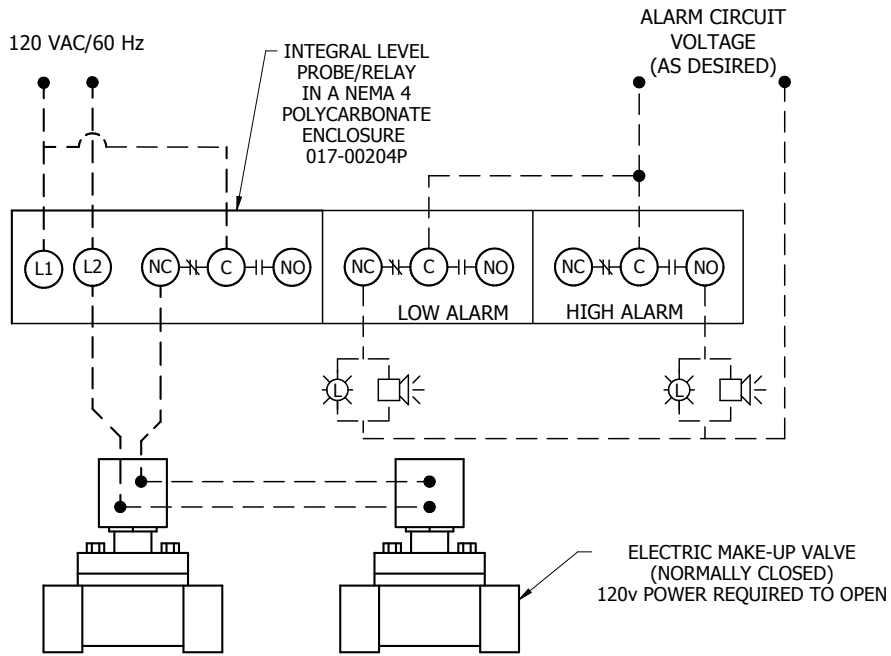 120 VAC/60 Hz
INTEGRAL LEVEL
PROBE/RELAY
IN A NEMA 4
POLYCARBONATE
ENCLOSURE
017-00204P
ALARM CIRCUIT
VOLTAGE
(AS DESIRED)
L1 L2 NC C NO
NC C NO
LOW ALARM
NC C NO
HIGH ALARM
L
L
ELECTRIC MAKE-UP VALVE
(NORMALLY CLOSED)
120v POWER REQUIRED TO OPEN